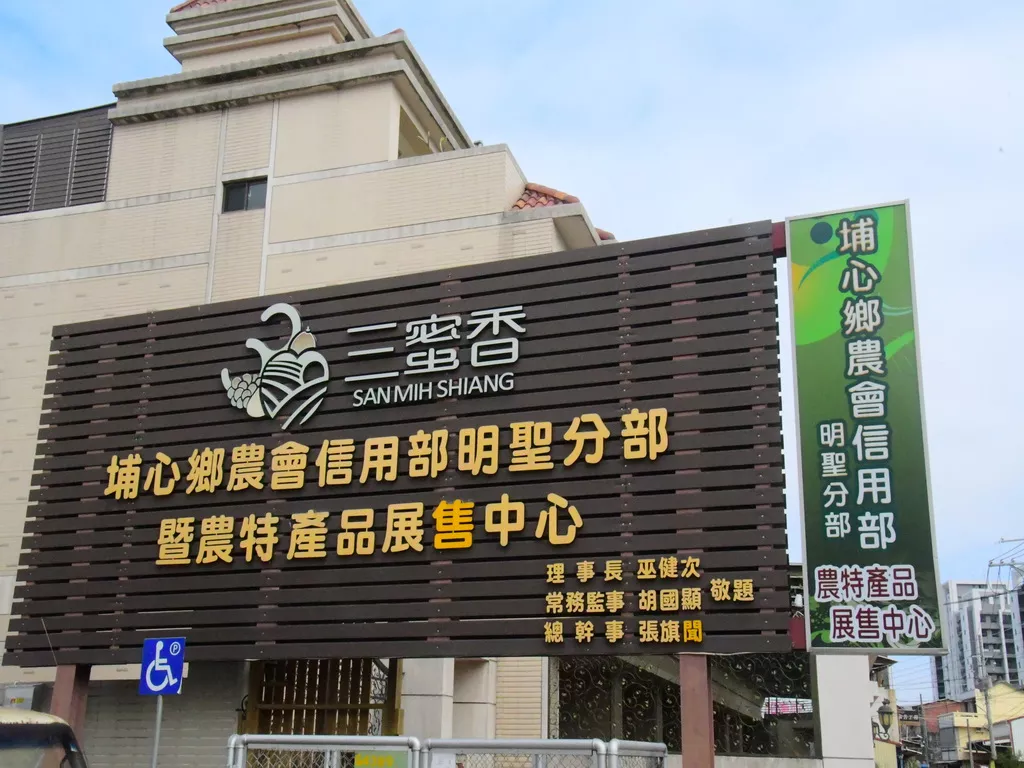 三蜜香
SAN MIH SHIANG
埔心鄉農會信用部明聖分部
暨農特產品展售中心
理事長 巫健次
常務監事 胡國顯 敬題
總幹事 張旗聞
埔心鄉農會信用部
明聖分部
農特產品
展售中心
P